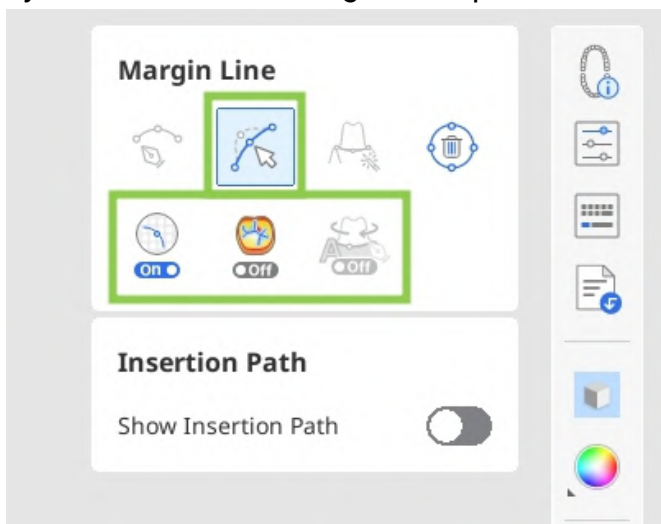 Margin Line
On
Off
Off
Insertion Path
Show Insertion Path